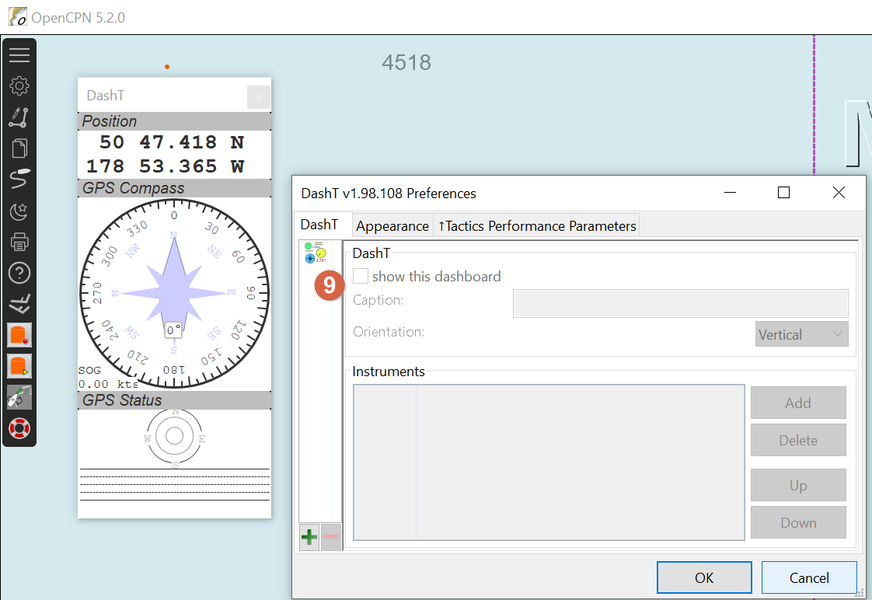 OpenCPN 5.2.0
4518
DashT
Position
50 47.418 N
178 53.365 W
GPS Compass
0
30
60
90
120
150
180
210
240
270
300
330
N
NE
E
SE
S
SW
W
NW
0°
SOG
0.00 kts
GPS Status
N
W
E
S
DashT v1.98.108 Preferences
DashT
Appearance
↑Tactics Performance Parameters
DashT
9
show this dashboard
Caption:
Orientation:
Vertical
Instruments
Add
Delete
Up
Down
OK
Cancel